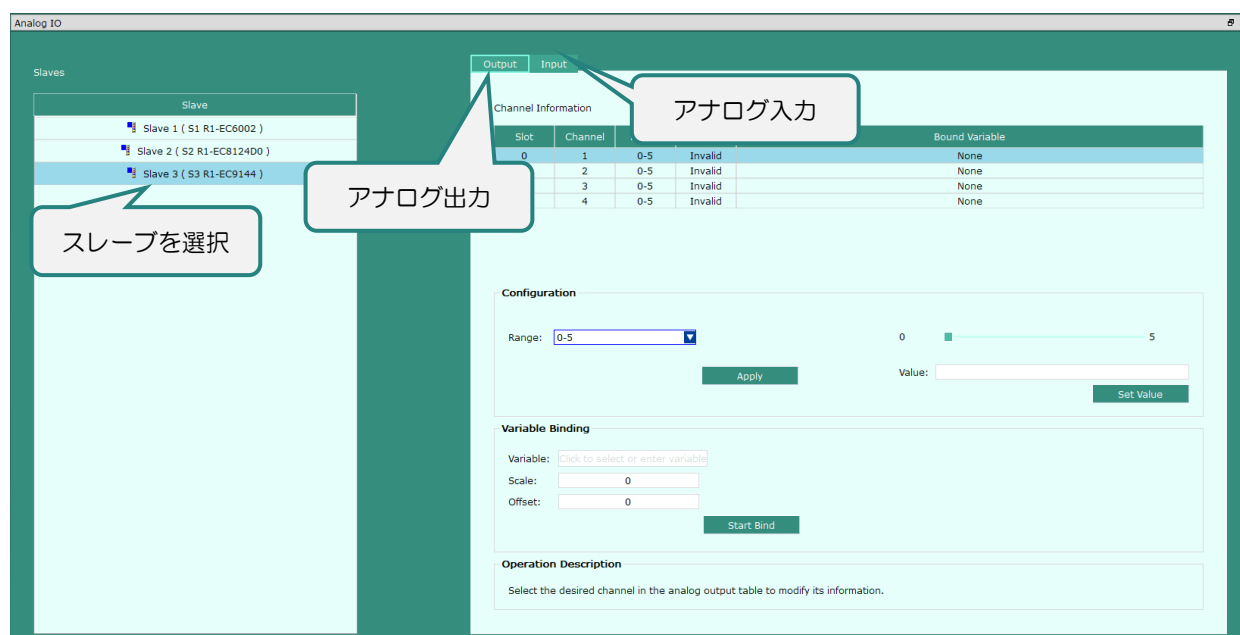 Analog IO
Slaves
Slave
Slave 1 ( S1 R1-EC6002 )
Slave 2 ( S2 R1-EC8124D0 )
Slave 3 ( S3 R1-EC9144 )
スレーブを選択
Output Input
アナログ入力
アナログ出力
Channel Information
Slot Channel Bound Variable
0 1 0-5 Invalid None
2 0-5 Invalid None
3 0-5 Invalid None
4 0-5 Invalid None
Configuration
Range: 0-5
0 5
Apply
Value:
Set Value
Variable Binding
Variable: Click to select or enter variable
Scale: 0
Offset: 0
Start Bind
Operation Description
Select the desired channel in the analog output table to modify its information.